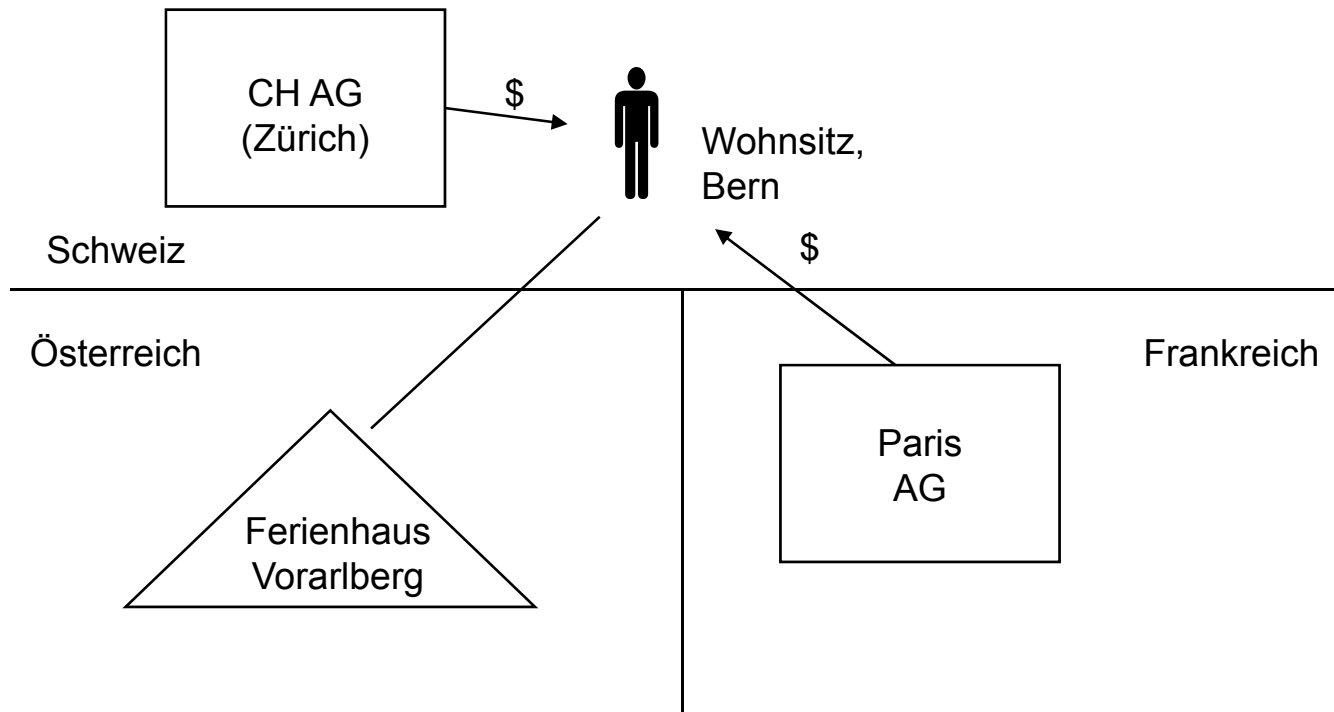 CH AG
(Zürich)
$
Wohnsitz,
Bern
Schweiz
$
Österreich
Frankreich
Paris
AG
Ferienhaus
Vorarlberg